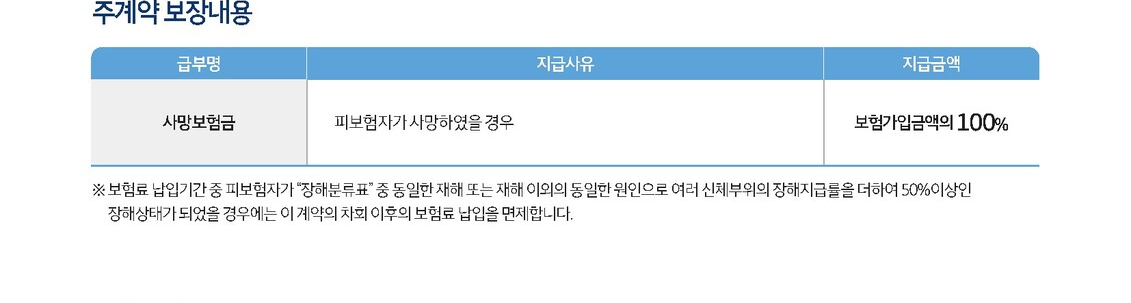 주계약 보장내용
급부명 지급사유 지급금액
사망보험금 피보험자가 사망하였을 경우 보험가입금액의 100%
※ 보험료 납입기간 중 피보험자가 “장해분류표” 중 동일한 재해 또는 재해 이외의 동일한 원인으로 여러 신체부위의 장해지급률을 더하여 50%이상인
장해상태가 되었을 경우에는 이 계약의 차회 이후의 보험료 납입을 면제합니다.